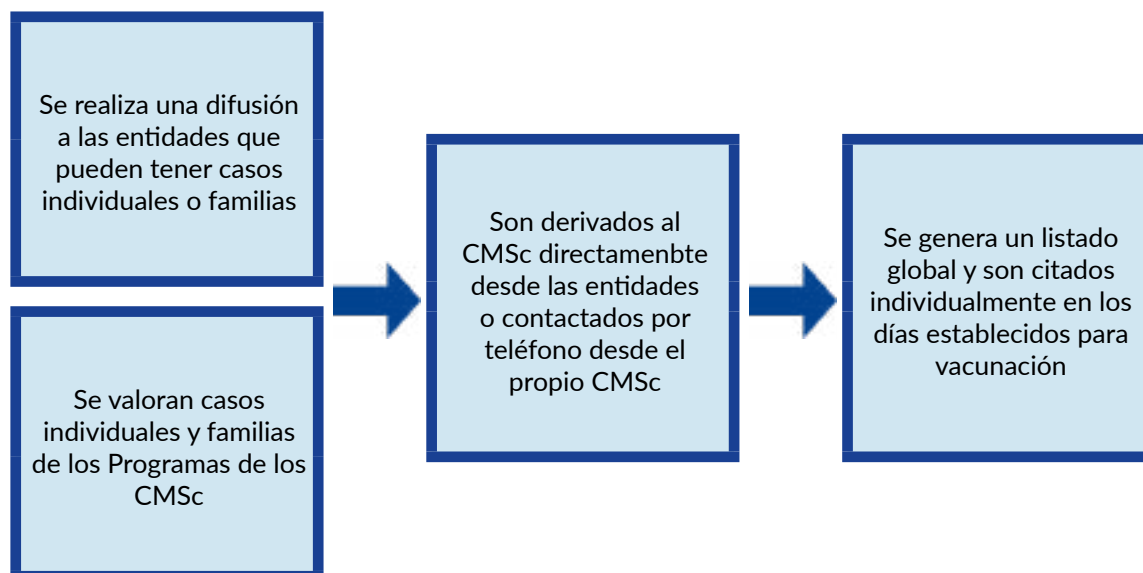 Se realiza una difusión
a las entidades que
pueden tener casos
individuales o familias
Se valoran casos
individuales y familias
de los Programas de los
CMSc
Son derivados al
CMSc directamenbte
desde las entidades
o contactados por
teléfono desde el
propio CMSc
Se genera un listado
global y son citados
individualmente en los
días establecidos para
vacunación